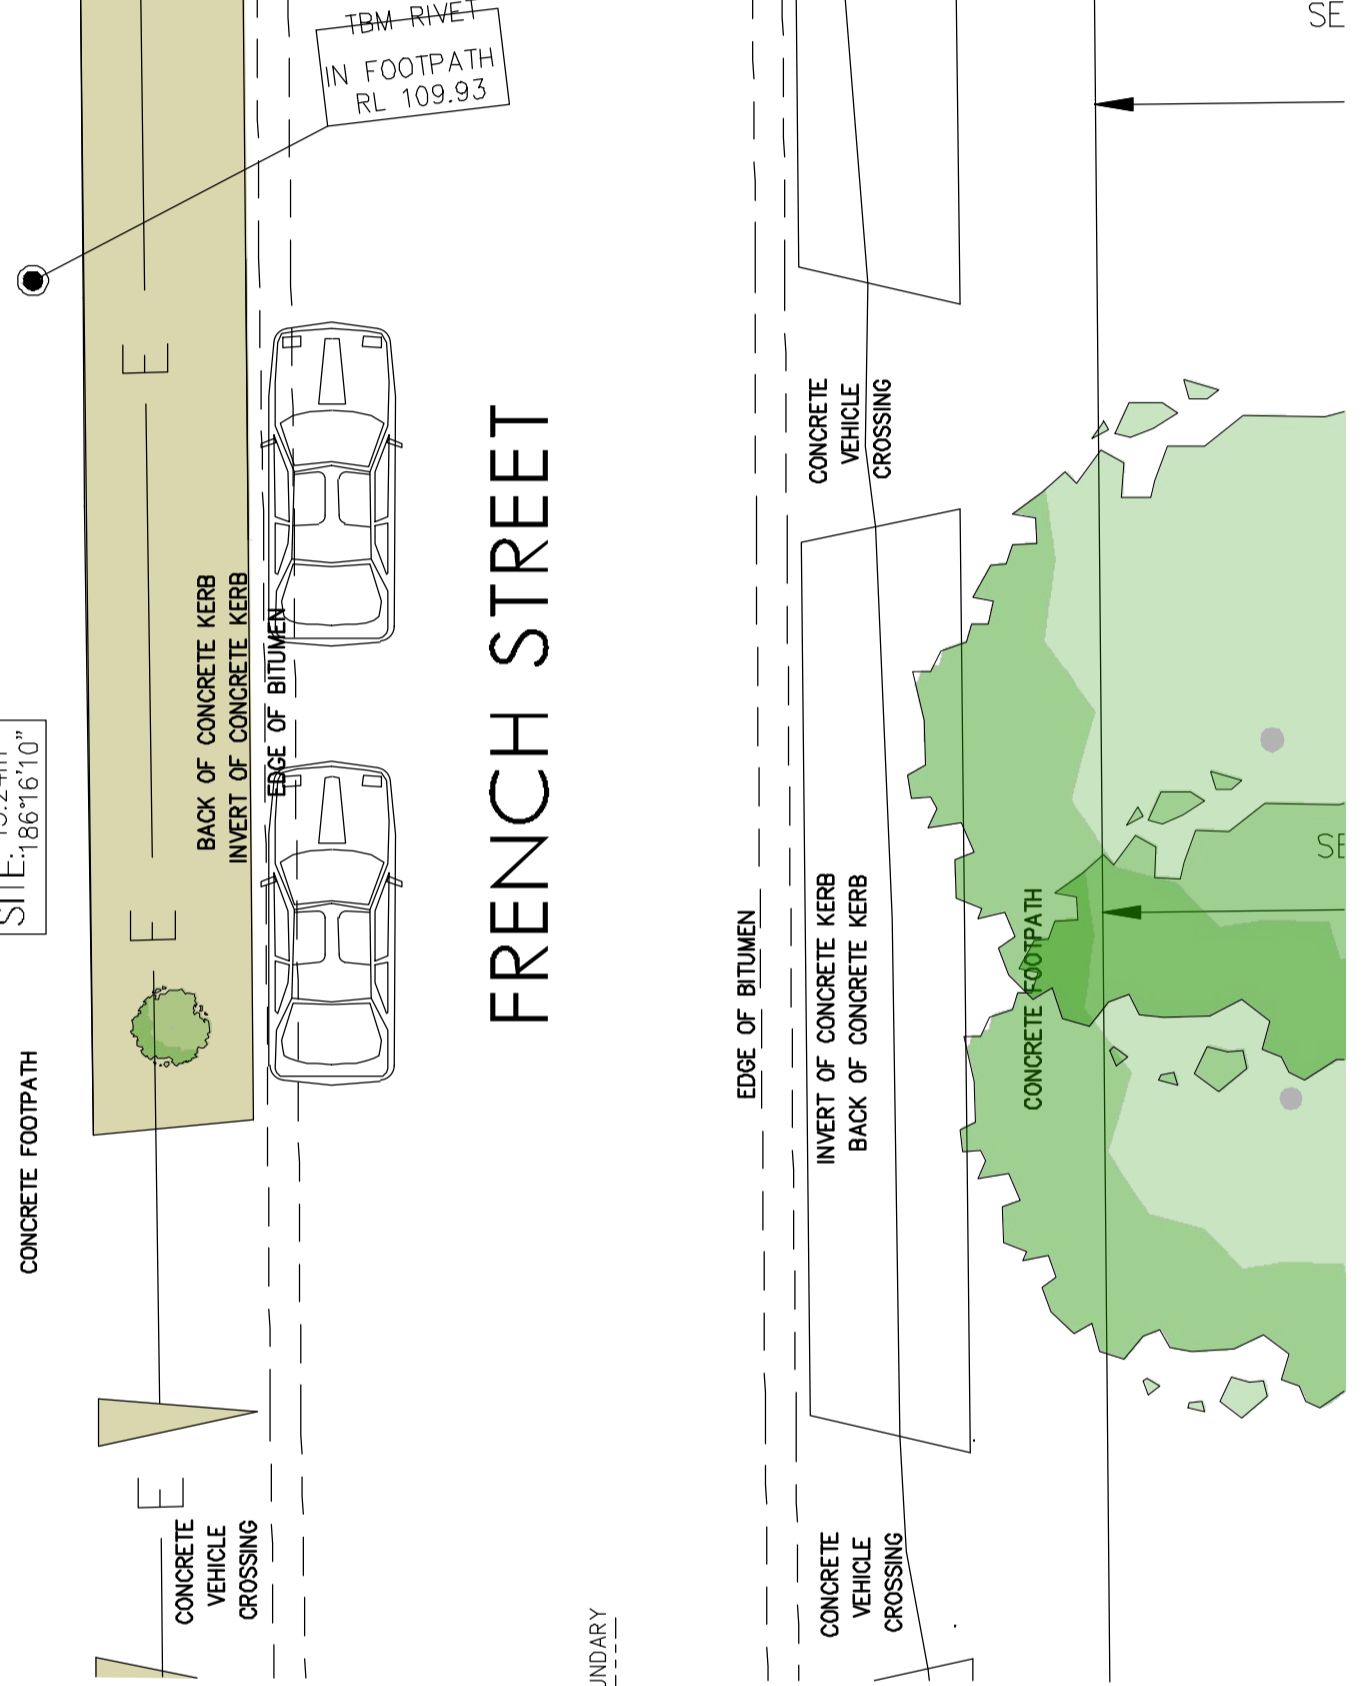 TBM RIVET
IN FOOTPATH
RL 109.93
SE
E
CONCRETE
VEHICLE
CROSSING
FRENCH STREET
BACK OF CONCRETE KERB
INVERT OF CONCRETE KERB
EDGE OF BITUMEN
SITE:
186°16'10"
SE
E
EDGE OF BITUMEN
INVERT OF CONCRETE KERB
BACK OF CONCRETE KERB
CONCRETE FOOTPATH
CONCRETE FOOTPATH
E
CONCRETE
VEHICLE
CROSSING
CONCRETE
VEHICLE
CROSSING
UNDARY